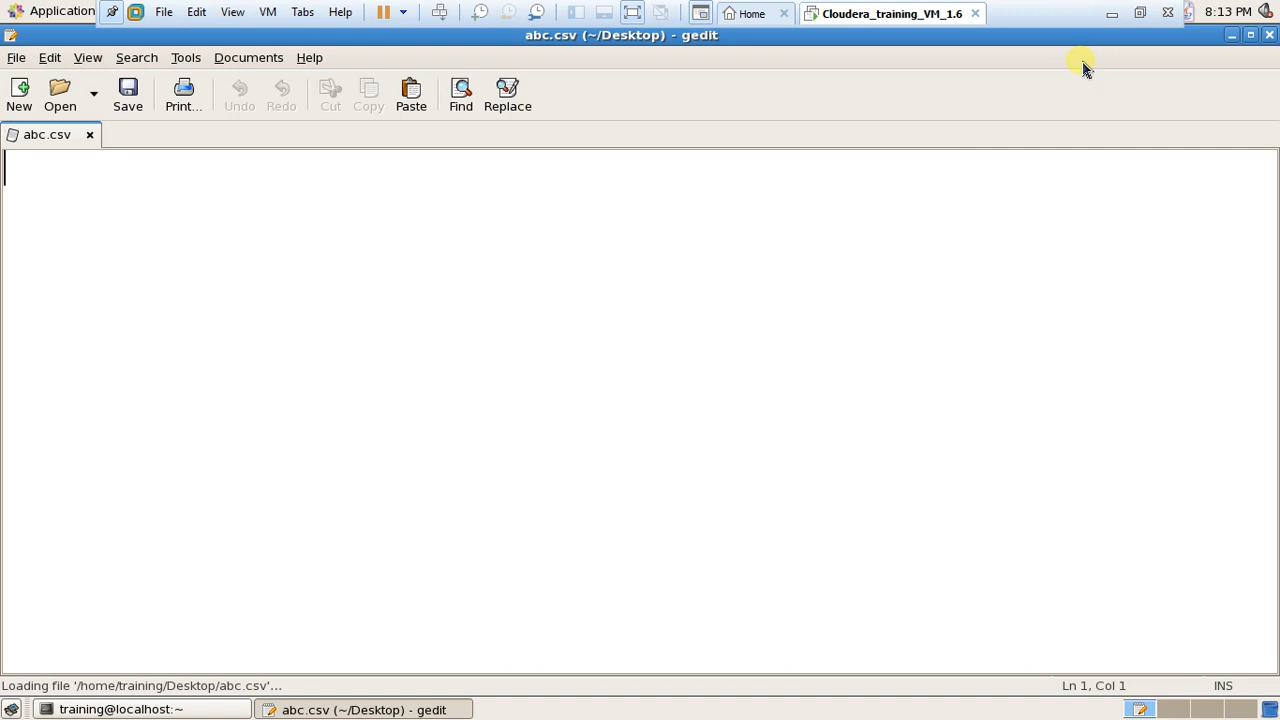 Application File Edit View VM Tabs Help Home Cloudera_training_VM_1.6 8:13 PM
abc.csv (~/Desktop) - gedit
File Edit View Search Tools Documents Help
New Open Save Print... Undo Redo Cut Copy Paste Find Replace
abc.csv
Loading file '/home/training/Desktop/abc.csv'... Ln 1, Col 1 INS
training@localhost:~ abc.csv (~/Desktop) - gedit